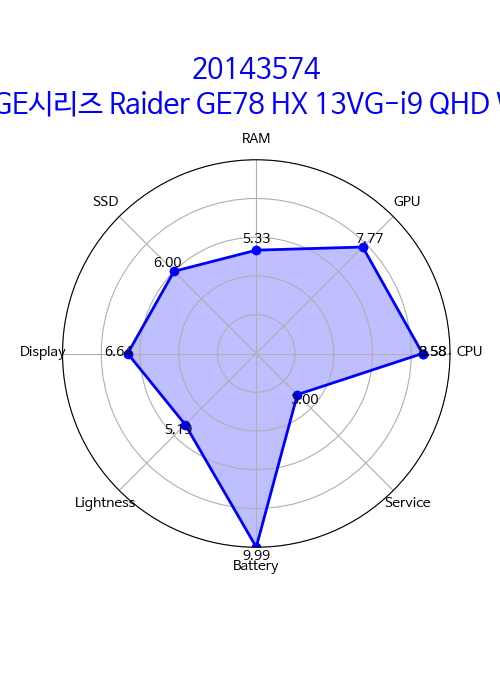 20143574
GE시리즈 Raider GE78 HX 13VG-i9 QHD
RAM
SSD
GPU
5.33
7.77
6.00
Display
6.64
8.58
CPU
3.00
5.19
Lightness
Service
9.99
Battery